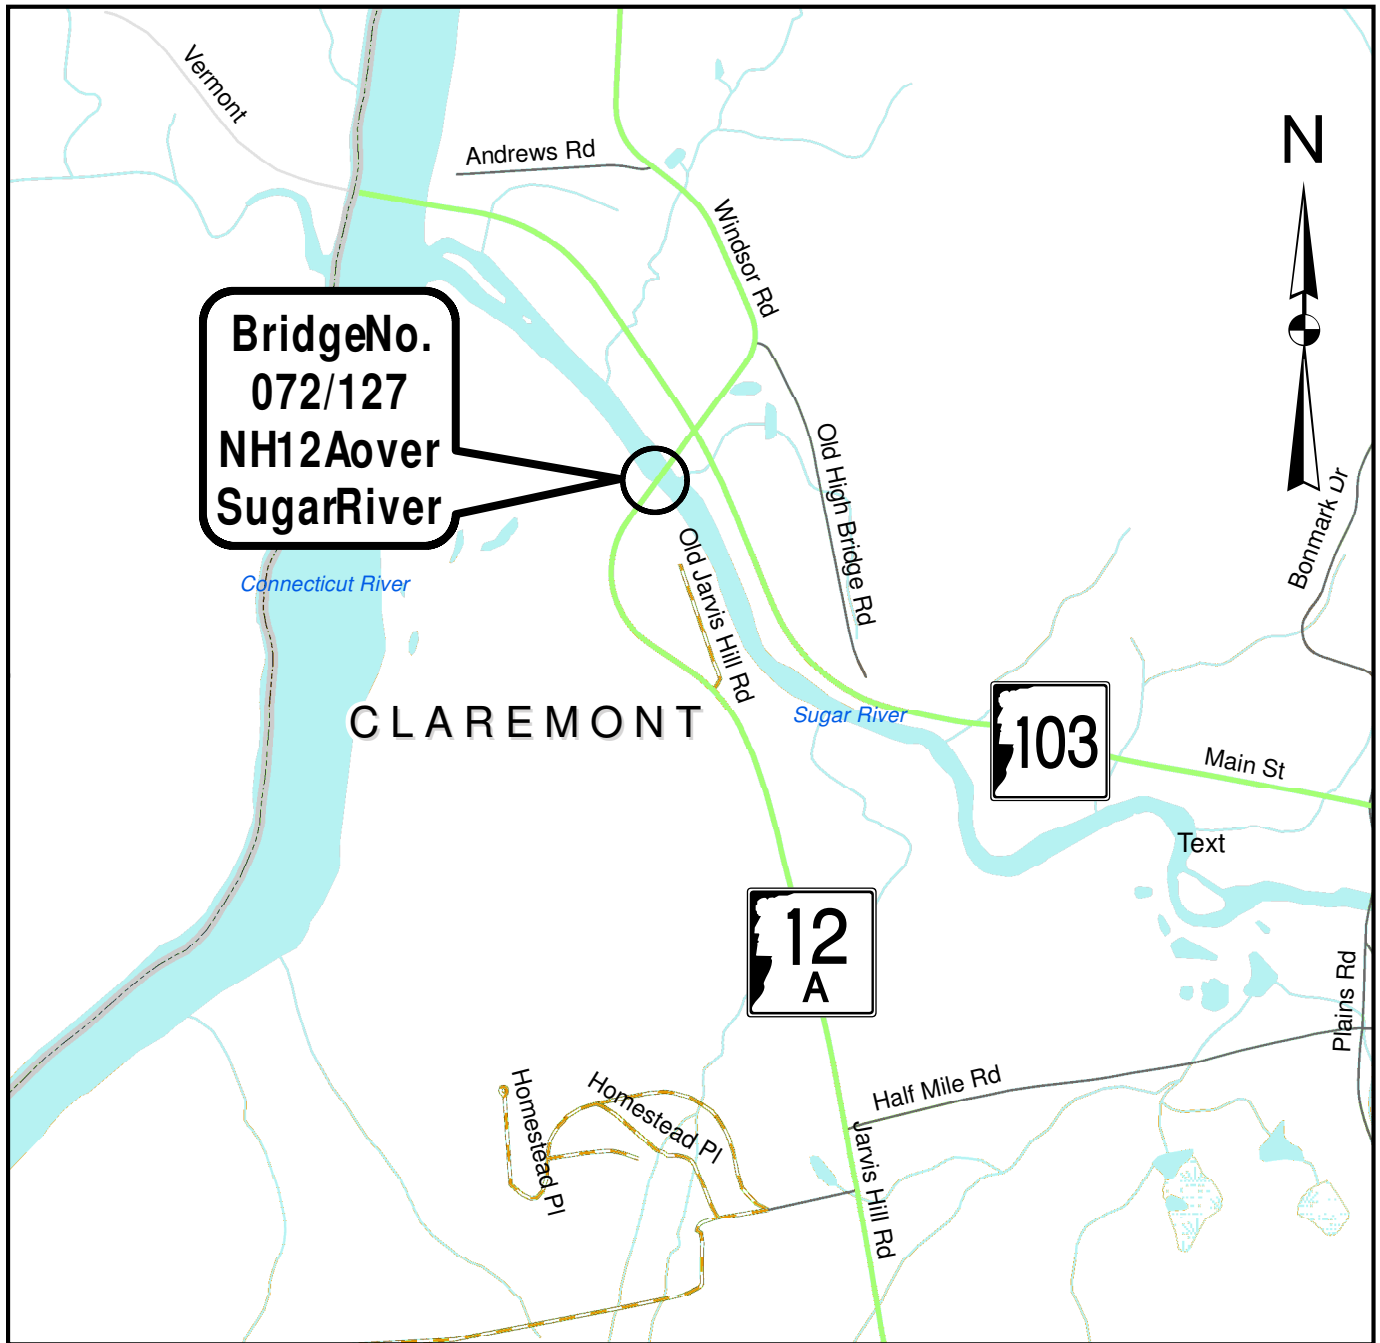 Vermont
Andrews Rd
N
Windsor Rd
BridgeNo.
072/127
NH12Aover
SugarRiver
Old High Bridge Rd
Bonmark Dr
Connecticut River
Old Jarvis Hill Rd
CLAREMONT
Sugar River
103
Main St
Text
12
A
Plains Rd
Half Mile Rd
Homestead Pl
Homestead Pl
Jarvis Hill Rd